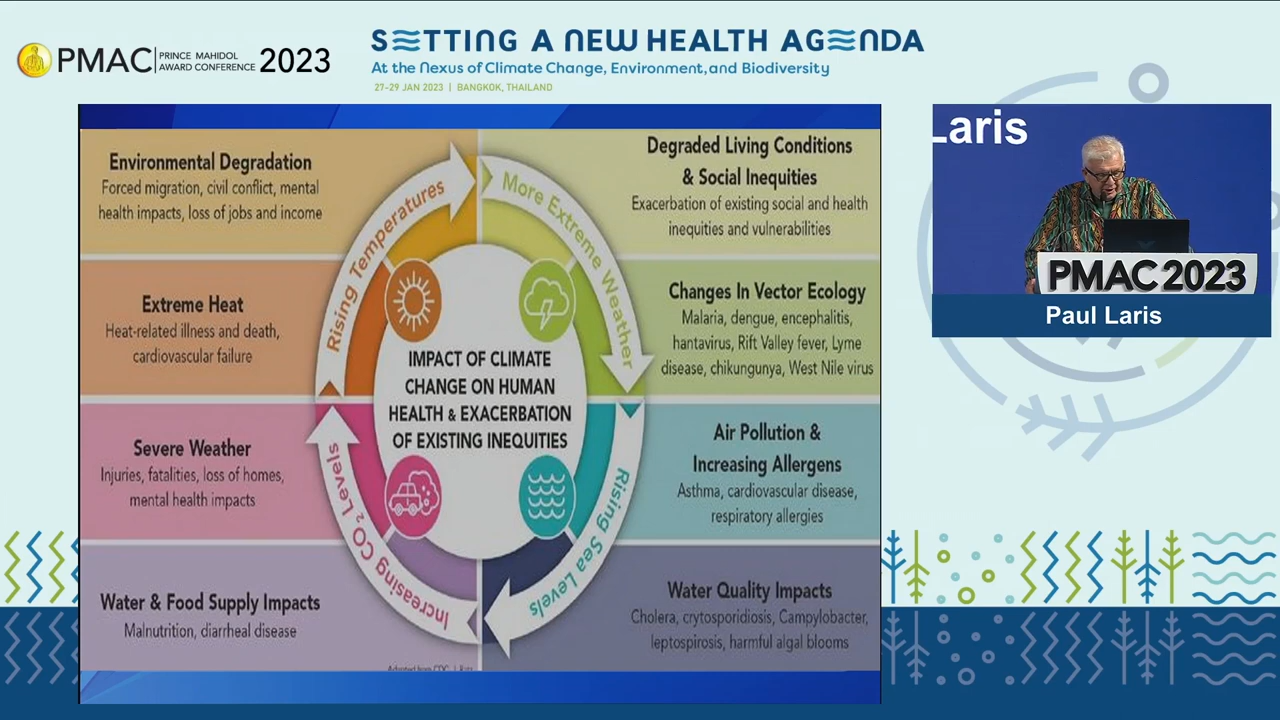 PMAC
PRINCE MAHIDOL
AWARD CONFERENCE
2023
SETTING A NEW HEALTH AGENDA
At the Nexus of Climate Change, Environment, and Biodiversity
27-29 JAN 2023 | BANGKOK, THAILAND
Environmental Degradation
Forced migration, civil conflict, mental
health impacts, loss of jobs and income
Extreme Heat
Heat-related illness and death,
cardiovascular failure
Severe Weather
Injuries, fatalities, loss of homes,
mental health impacts
Water & Food Supply Impacts
Malnutrition, diarrheal disease
Rising Temperatures
More Extreme Weather
Rising Sea Levels
Increasing CO2 Levels
IMPACT OF CLIMATE
CHANGE ON HUMAN
HEALTH & EXACERBATION
OF EXISTING INEQUITIES
Degraded Living Conditions
& Social Inequities
Exacerbation of existing social and health
inequities and vulnerabilities
Changes In Vector Ecology
Malaria, dengue, encephalitis,
hantavirus, Rift Valley fever, Lyme
disease, chikungunya, West Nile virus
Air Pollution &
Increasing Allergens
Asthma, cardiovascular disease,
respiratory allergies
Water Quality Impacts
Cholera, crytosporidiosis, Campylobacter,
leptospirosis, harmful algal blooms
Adapted from CDC
Laris
PMAC 2023
Paul Laris